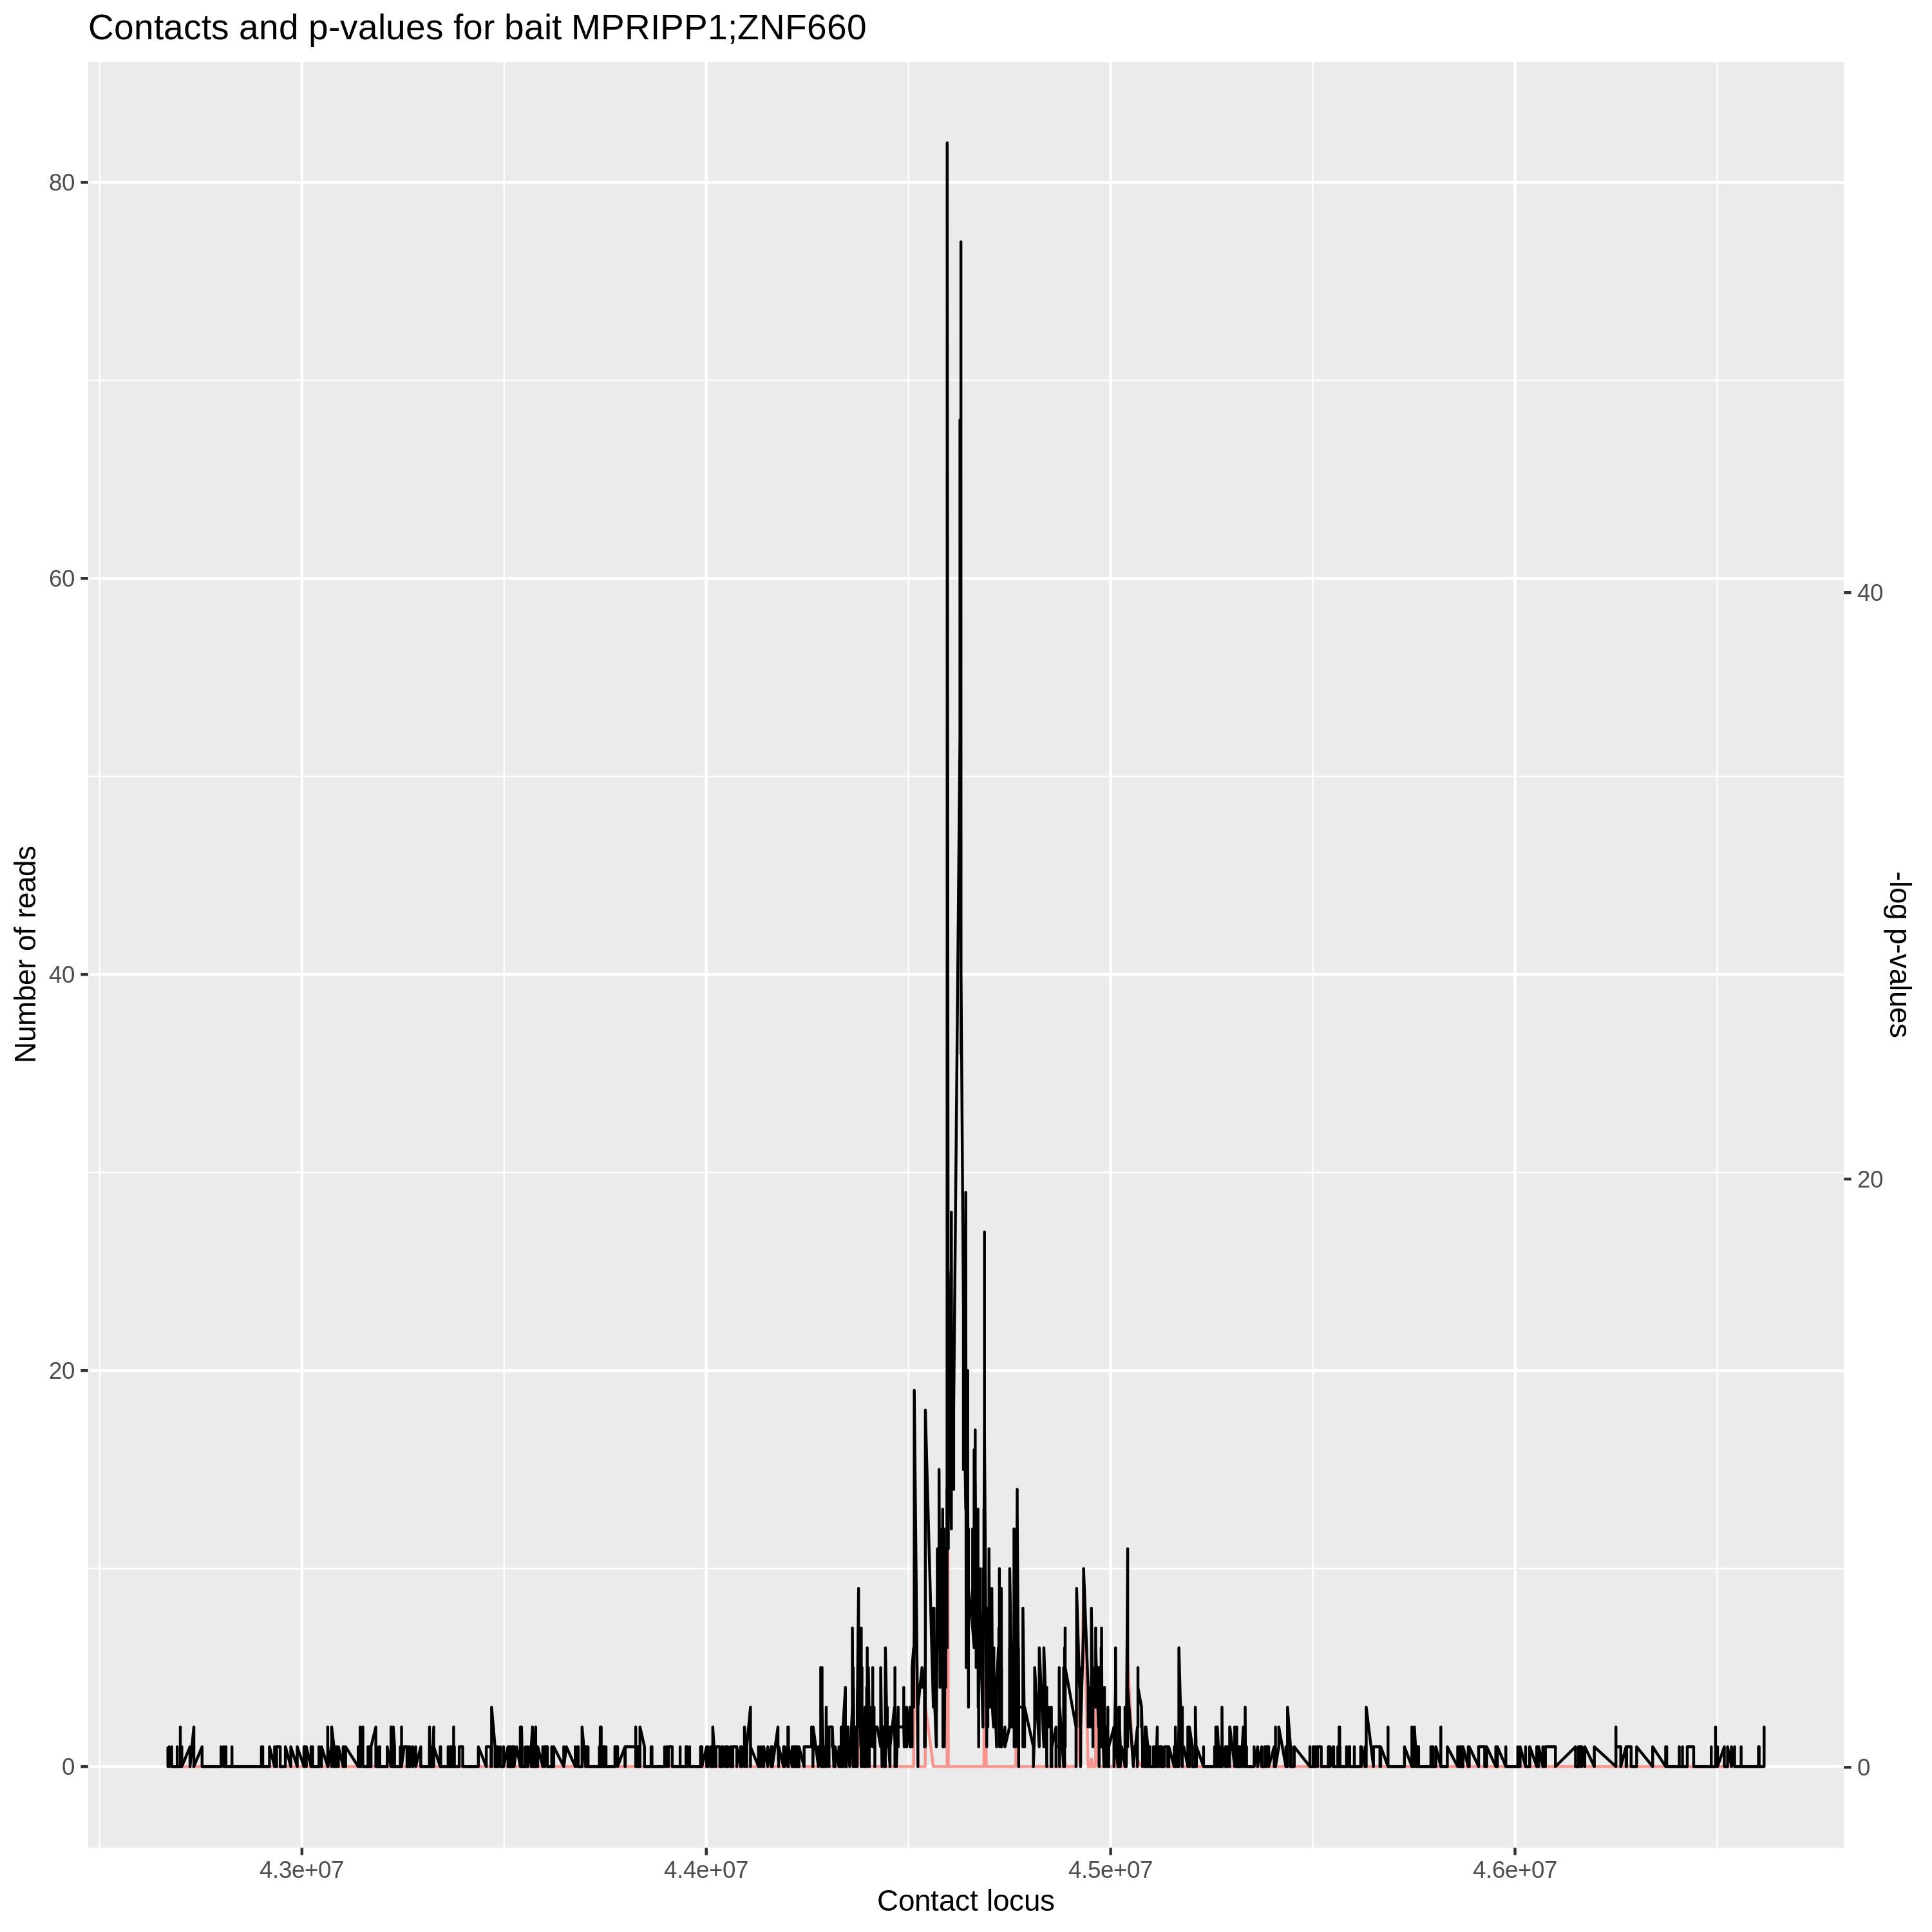 Contacts and p-values for bait MPRIPP1;ZNF660
80
60
40
20
0
Number of reads
40
20
0
-log p-values
4.3e+07
4.4e+07
4.5e+07
4.6e+07
Contact locus